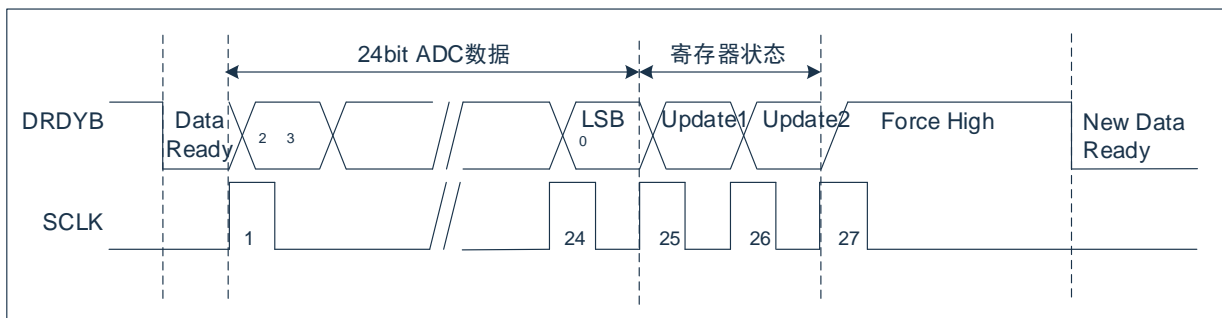 24bit ADC数据
寄存器状态
DRDYB
Data
Ready
2 3
LSB
0
Update1
Update2
Force High
New Data
Ready
SCLK
1
24
25
26
27